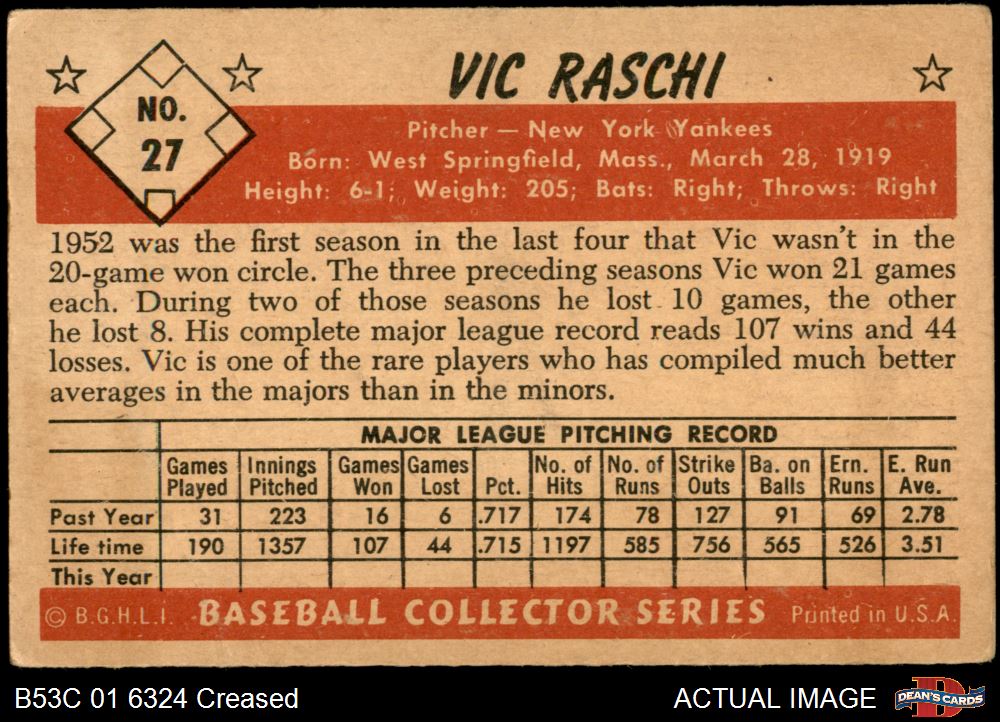 VIC RASCHI
NO.
27
Pitcher — New York Yankees
Born: West Springfield, Mass., March 28, 1919
Height: 6-1; Weight: 205; Bats: Right; Throws: Right
1952 was the first season in the last four that Vic wasn't in the
20-game won circle. The three preceding seasons Vic won 21 games
each. During two of those seasons he lost 10 games, the other
he lost 8. His complete major league record reads 107 wins and 44
losses. Vic is one of the rare players who has compiled much better
averages in the majors than in the minors.
MAJOR LEAGUE PITCHING RECORD
Games Played Innings Pitched Games Won Games Lost Pct. No. of Hits No. of Runs Strike Outs Ba. on Balls Ern. Runs E. Run Ave.
Past Year 31 223 16 6 .717 174 78 127 91 69 2.78
Life time 190 1357 107 44 .715 1197 585 756 565 526 3.51
This Year
© B.G.H.L.I. BASEBALL COLLECTOR SERIES Printed in U.S.A.
B53C 01 6324 Creased ACTUAL IMAGE DEAN'S CARDS